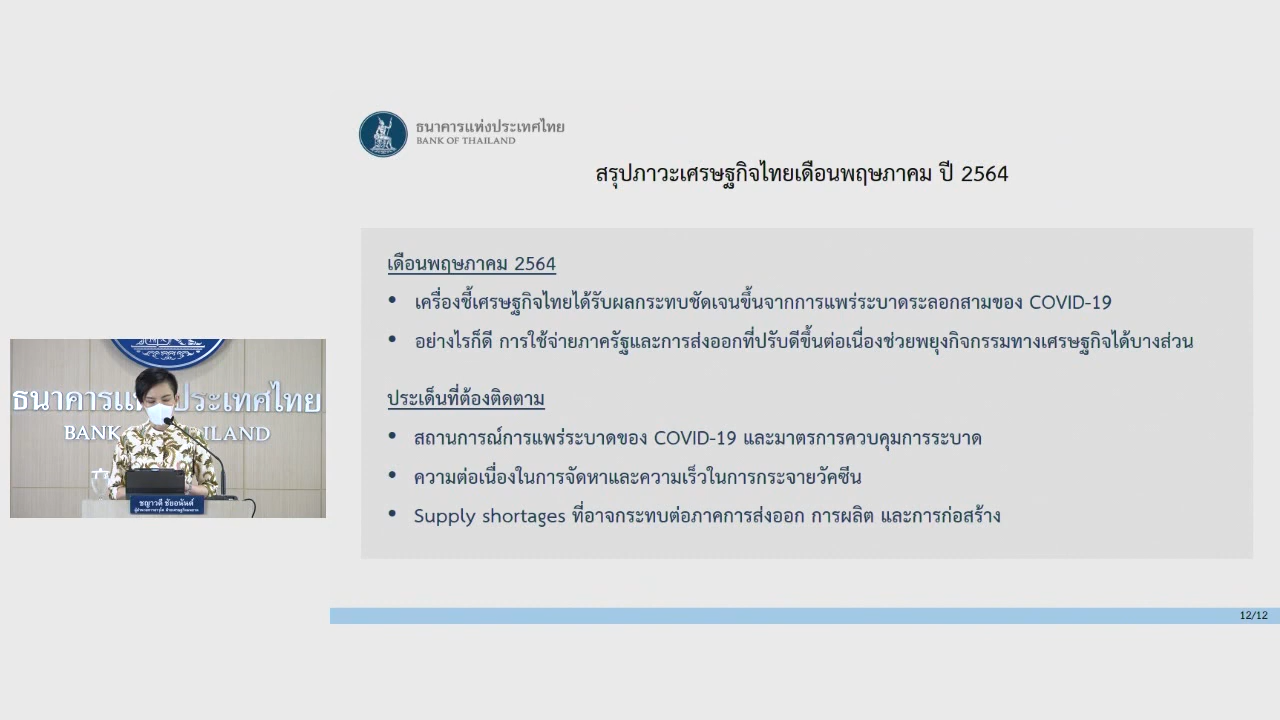 ธนาคารแห่งประเทศไทย
BANK OF THAILAND
สรุปภาวะเศรษฐกิจไทยเดือนพฤษภาคม ปี 2564
เดือนพฤษภาคม 2564
• เครื่องชี้เศรษฐกิจไทยได้รับผลกระทบชัดเจนขึ้นจากการแพร่ระบาดระลอกสามของ COVID-19
• อย่างไรก็ดี การใช้จ่ายภาครัฐและการส่งออกที่ปรับดีขึ้นต่อเนื่องช่วยพยุงกิจกรรมทางเศรษฐกิจได้บางส่วน
ประเด็นที่ต้องติดตาม
• สถานการณ์การแพร่ระบาดของ COVID-19 และมาตรการควบคุมการระบาด
• ความต่อเนื่องในการจัดหาและความเร็วในการกระจายวัคซีน
• Supply shortages ที่อาจกระทบต่อภาคการส่งออก การผลิต และการก่อสร้าง
12/12
ธนาคารแ ประเทศไทย
BANK ILAND
ชญาวดี ชัยอนันต์